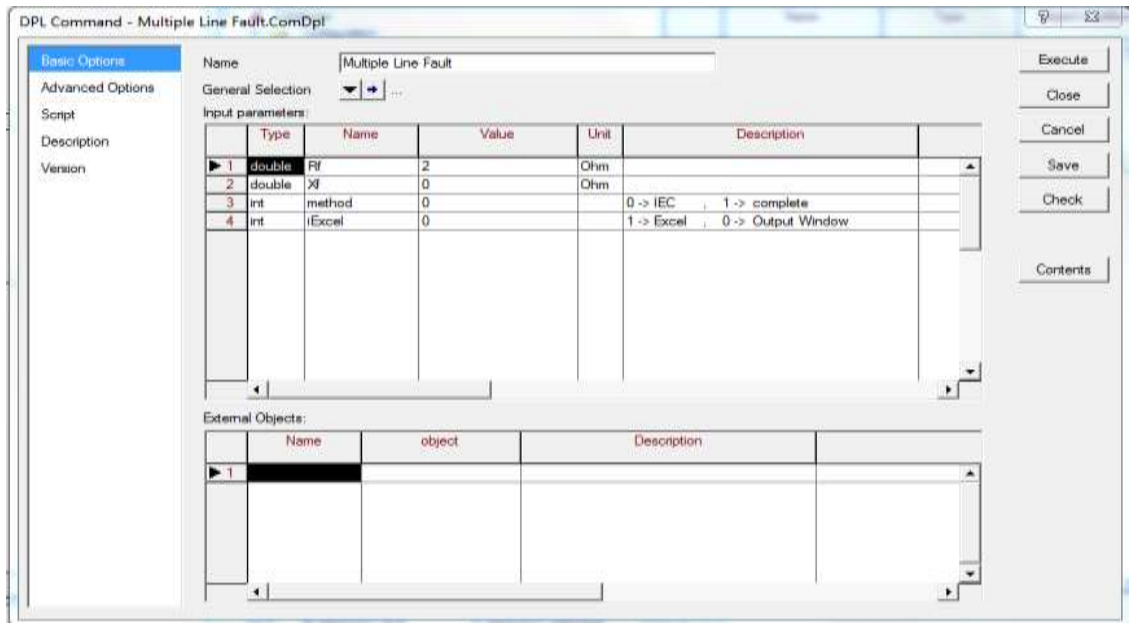 DPL Command - Multiple Line Fault.ComDpl
Basic Options
Advanced Options
Script
Description
Version
Name Multiple Line Fault
General Selection ...
Input parameters:
Type Name Value Unit Description
1 double Rf 2 Ohm
2 double Xf 0 Ohm
3 int method 0 0 -> IEC , 1 -> complete
4 int iExcel 0 1 -> Excel , 0 -> Output Window
External Objects:
Name object Description
1
Execute
Close
Cancel
Save
Check
Contents